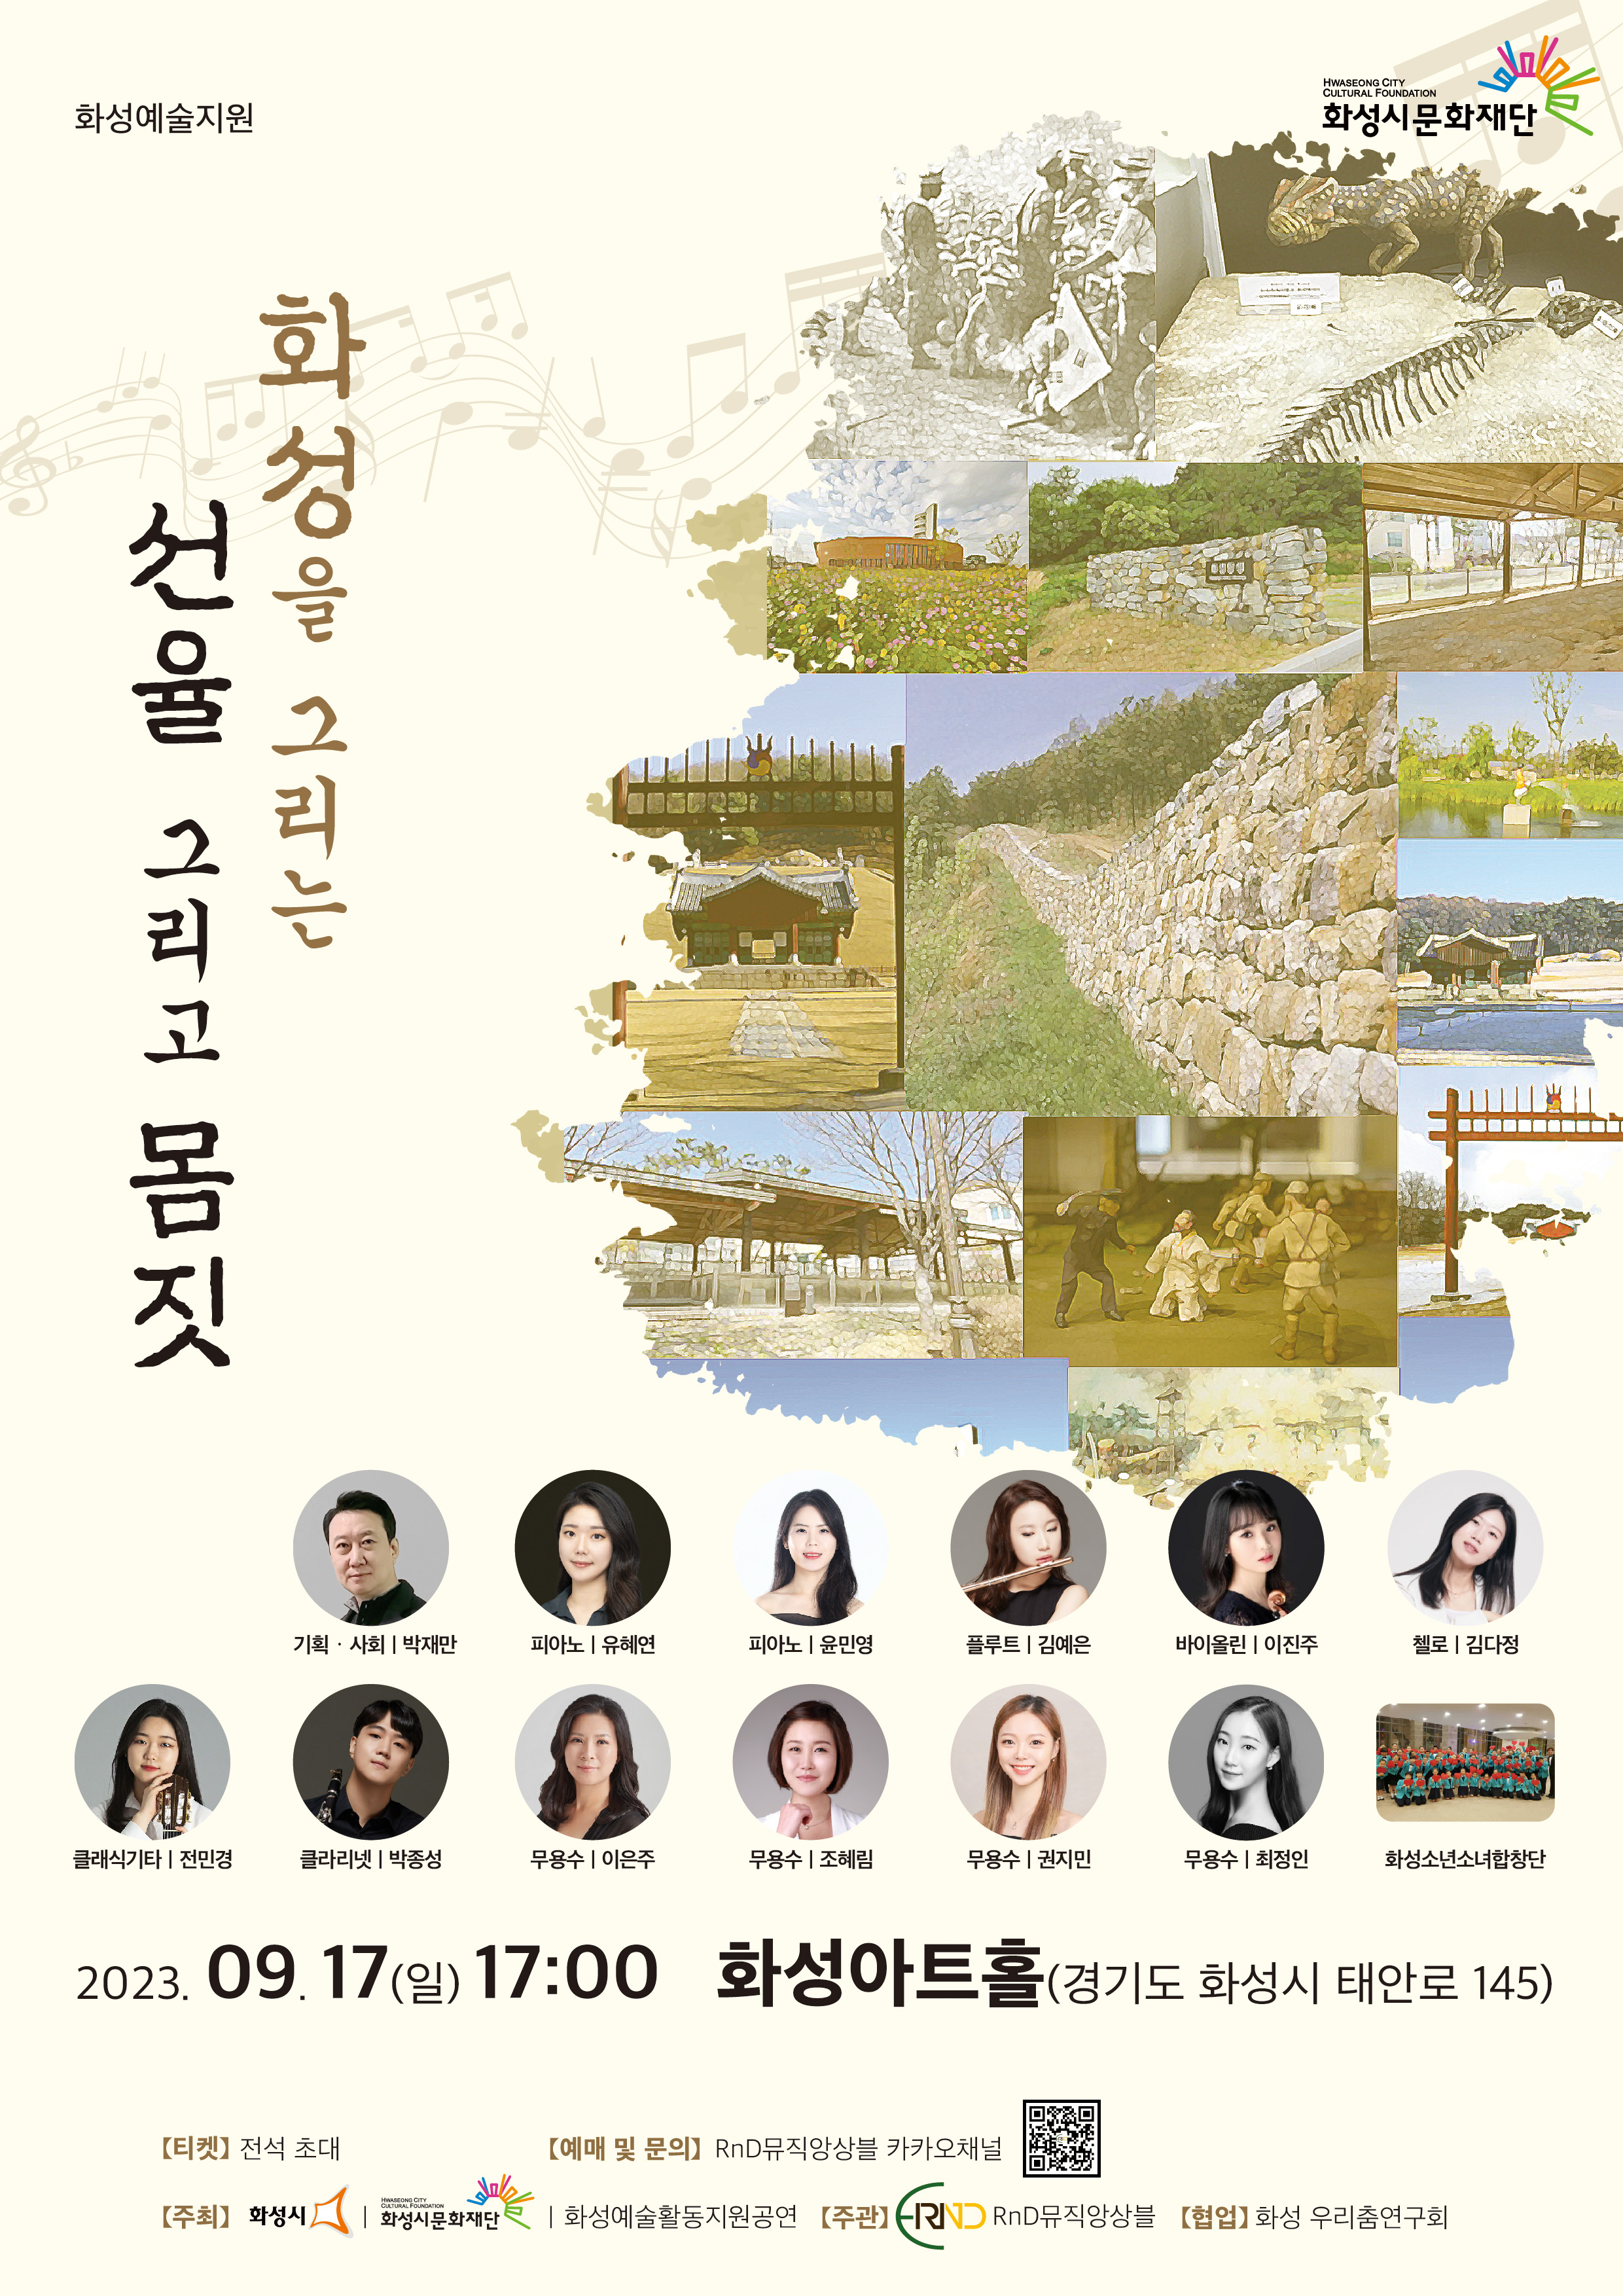 화성예술지원
HWASEONG CITY
CULTURAL FOUNDATION
화성시문화재단
화성을 그리는
선율 그리고 몸짓
기획 · 사회 | 박재만
피아노 | 유혜연
피아노 | 윤민영
플루트 | 김예은
바이올린 | 이진주
첼로 | 김다정
클래식기타 | 전민경
클라리넷 | 박종성
무용수 | 이은주
무용수 | 조혜림
무용수 | 권지민
무용수 | 최정인
화성소년소녀합창단
2023. 09. 17(일) 17:00 화성아트홀(경기도 화성시 태안로 145)
【티켓】 전석 초대 【예매 및 문의】 RnD뮤직앙상블 카카오채널
【주최】 화성시 | HWASEONG CITY CULTURAL FOUNDATION 화성시문화재단 | 화성예술활동지원공연 【주관】 RND RnD뮤직앙상블 【협업】 화성 우리춤연구회